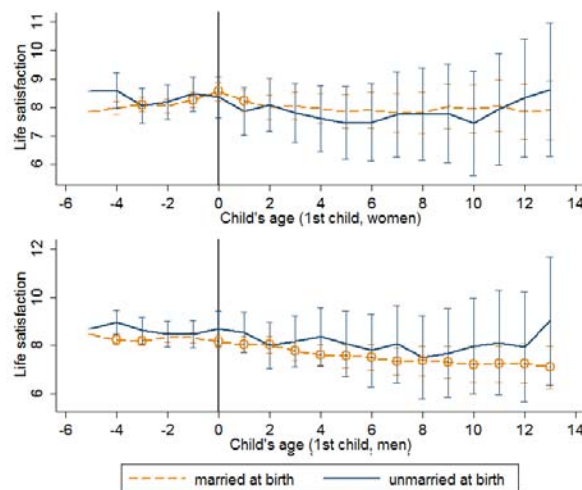 11
10
9
8
7
6
Life satisfaction
-6 -4 -2 0 2 4 6 8 10 12 14
Child's age (1st child, women)
12
10
8
6
Life satisfaction
-6 -4 -2 0 2 4 6 8 10 12 14
Child's age (1st child, men)
married at birth unmarried at birth